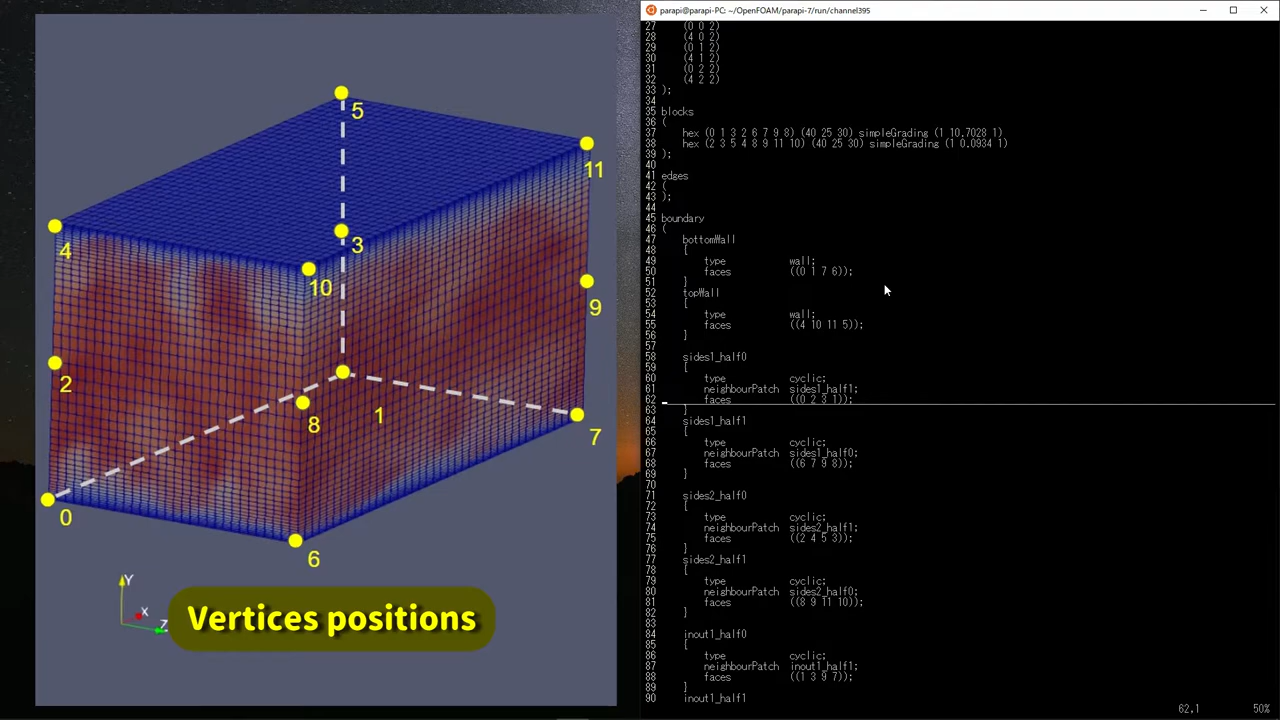 5
11
4
3
10
9
2
8
1
7
0
6
Y
X
Z
Vertices positions
parapi@parapi-PC: ~/OpenFOAM/parapi-7/run/channel395
27 (0 0 2)
28 (4 0 2)
29 (0 1 2)
30 (4 1 2)
31 (0 2 2)
32 (4 2 2)
33 );
34
35 blocks
36 (
37 hex (0 1 3 2 6 7 9 8) (40 25 30) simpleGrading (1 10.7028 1)
38 hex (2 3 5 4 8 9 11 10) (40 25 30) simpleGrading (1 0.0934 1)
39 );
40
41 edges
42 (
43 );
44
45 boundary
46 (
47 bottomWall
48 {
49 type wall;
50 faces ((0 1 7 6));
51 }
52 topWall
53 {
54 type wall;
55 faces ((4 10 11 5));
56 }
57
58 sides1_half0
59 {
60 type cyclic;
61 neighbourPatch sides1_half1;
62 faces ((0 2 3 1));
63 }
64 sides1_half1
65 {
66 type cyclic;
67 neighbourPatch sides1_half0;
68 faces ((6 7 9 8));
69 }
70
71 sides2_half0
72 {
73 type cyclic;
74 neighbourPatch sides2_half1;
75 faces ((2 4 5 3));
76 }
77 sides2_half1
78 {
79 type cyclic;
80 neighbourPatch sides2_half0;
81 faces ((8 9 11 10));
82 }
83
84 inout1_half0
85 {
86 type cyclic;
87 neighbourPatch inout1_half1;
88 faces ((1 3 9 7));
89 }
90 inout1_half1
62,1 50%